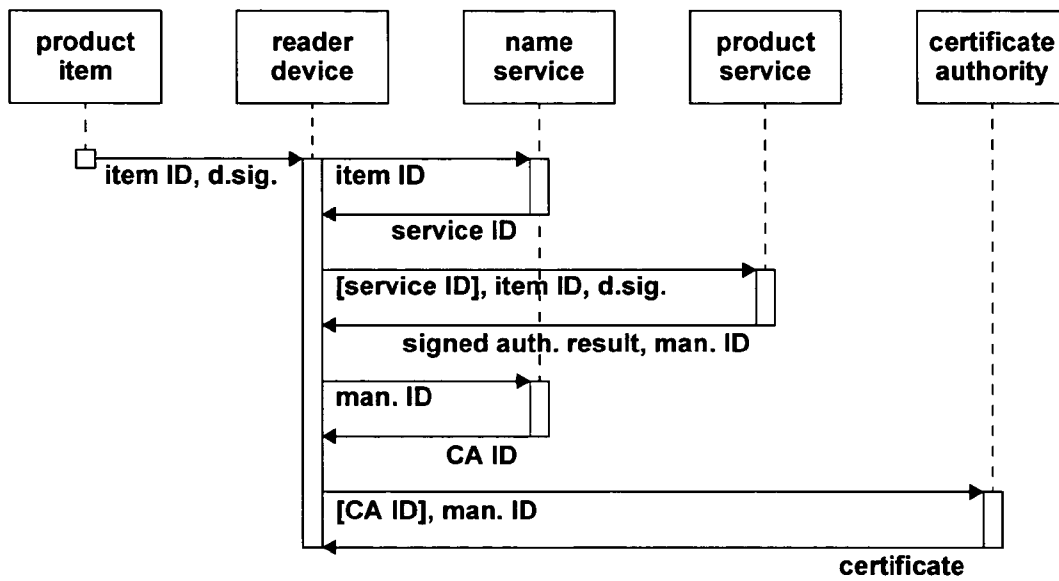 product
item
reader
device
name
service
product
service
certificate
authority
item ID, d.sig.
item ID
service ID
[service ID], item ID, d.sig.
signed auth. result, man. ID
man. ID
CA ID
[CA ID], man. ID
certificate